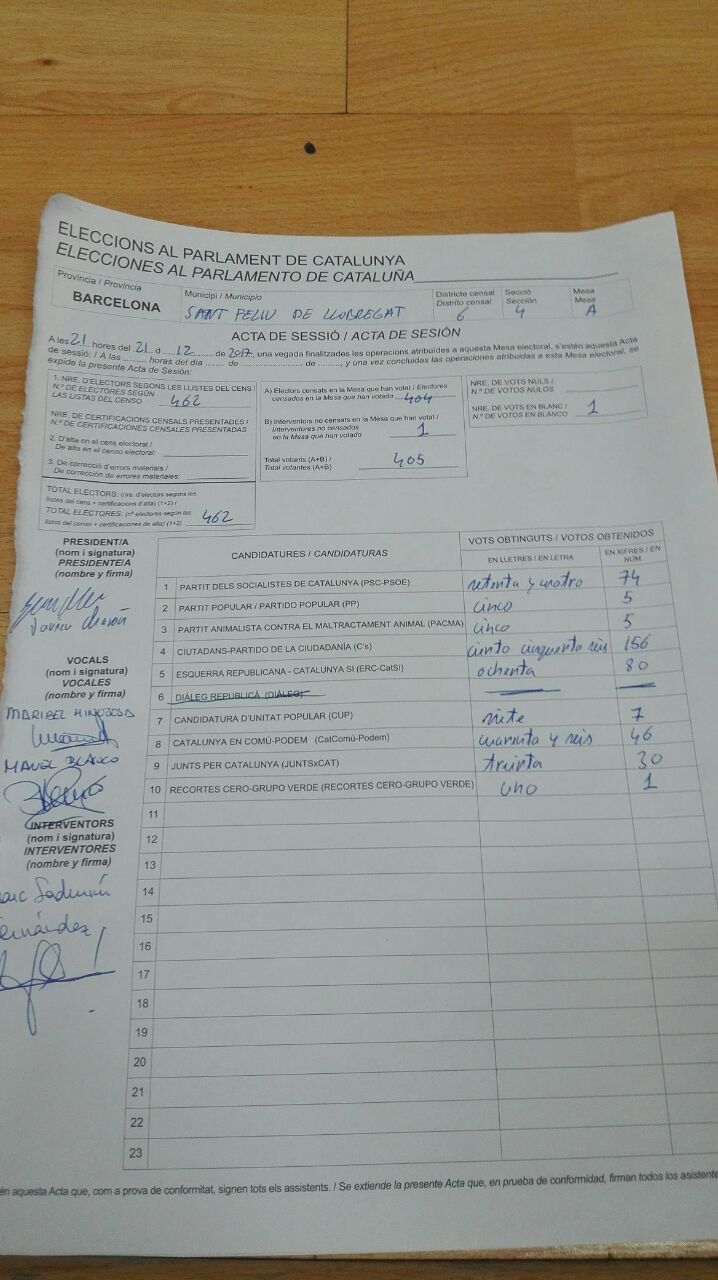 ELECCIONS AL PARLAMENT DE CATALUNYA
ELECCIONES AL PARLAMENTO DE CATALUÑA
Província / Provincia
BARCELONA
Municipi / Municipio
SANT FELIU DE LLOBREGAT
Districte censal
Distrito censal
6
Secció
Sección
4
Mesa
Mesa
A
ACTA DE SESSIÓ / ACTA DE SESIÓN
A les 21 hores del 21 d 12 de 2017, una vegada finalitzades les operacions atribuïdes a aquesta Mesa electoral, s'estén aquesta Acta
de sessió: / A las ......... horas del día ......... de ......................... de ........., y una vez concluidas las operaciones atribuidas a esta Mesa electoral, se
expide la presente Acta de Sesión:
1. NRE. D'ELECTORS SEGONS LES LLISTES DEL CENS /
N.º DE ELECTORES SEGÚN
LAS LISTAS DEL CENSO 462
NRE. DE CERTIFICACIONS CENSALS PRESENTADES /
N.º DE CERTIFICACIONES CENSALES PRESENTADAS
2. D'alta en el cens electoral /
De alta en el censo electoral:
3. De correcció d'errors materials /
De corrección de errores materiales:
TOTAL ELECTORS: (nre. d'electors segons les
llistes del cens + certificacions d'alta) (1+2) /
TOTAL ELECTORES: (nº electores según las
listas del censo + certificaciones de alta) (1+2) 462
A) Electors censats en la Mesa que han votat / Electores
censados en la Mesa que han votado 404
B) Interventors no censats en la Mesa que han votat /
Interventores no censados
en la Mesa que han votado 1
Total votants (A+B) /
Total votantes (A+B) 405
NRE. DE VOTS NULS /
N.º DE VOTOS NULOS
NRE. DE VOTS EN BLANC /
N.º DE VOTOS EN BLANCO 1
PRESIDENT/A
(nom i signatura)
PRESIDENTE/A
(nombre y firma)
VOCALS
(nom i signatura)
VOCALES
(nombre y firma)
MARIBEL HINOJOSA
MANUEL BLANCO
INTERVENTORS
(nom i signatura)
INTERVENTORES
(nombre y firma)
CANDIDATURES / CANDIDATURAS
VOTS OBTINGUTS / VOTOS OBTENIDOS
EN LLETRES / EN LETRA
EN XIFRES / EN NÚM.
1 PARTIT DELS SOCIALISTES DE CATALUNYA (PSC-PSOE) setenta y cuatro 74
2 PARTIT POPULAR / PARTIDO POPULAR (PP) cinco 5
3 PARTIT ANIMALISTA CONTRA EL MALTRACTAMENT ANIMAL (PACMA) cinco 5
4 CIUTADANS-PARTIDO DE LA CIUDADANÍA (C's) ciento cinquenta seis 156
5 ESQUERRA REPUBLICANA - CATALUNYA SI (ERC-CatSí) ochenta 80
6 DIÀLEG REPUBLICÀ (DIÀLEG)
7 CANDIDATURA D'UNITAT POPULAR (CUP) siete 7
8 CATALUNYA EN COMÚ-PODEM (CatComú-Podem) cuarenta y seis 46
9 JUNTS PER CATALUNYA (JUNTSxCAT) treinta 30
10 RECORTES CERO-GRUPO VERDE (RECORTES CERO-GRUPO VERDE) uno 1
11
12
13
14
15
16
17
18
19
20
21
22
23
én aquesta Acta que, com a prova de conformitat, signen tots els assistents. / Se extiende la presente Acta que, en prueba de conformidad, firman todos los asistente